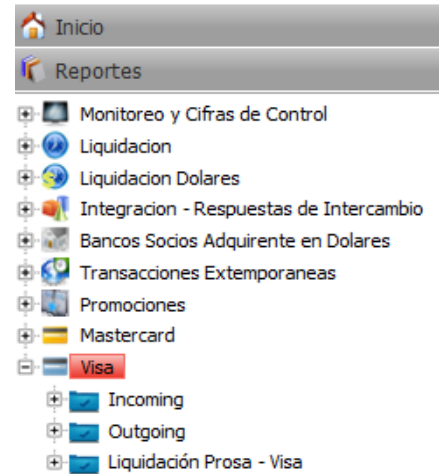 Inicio
Reportes
Monitoreo y Cifras de Control
Liquidacion
Liquidacion Dolares
Integracion - Respuestas de Intercambio
Bancos Socios Adquirente en Dolares
Transacciones Extemporaneas
Promociones
Mastercard
Visa
Incoming
Outgoing
Liquidación Prosa - Visa